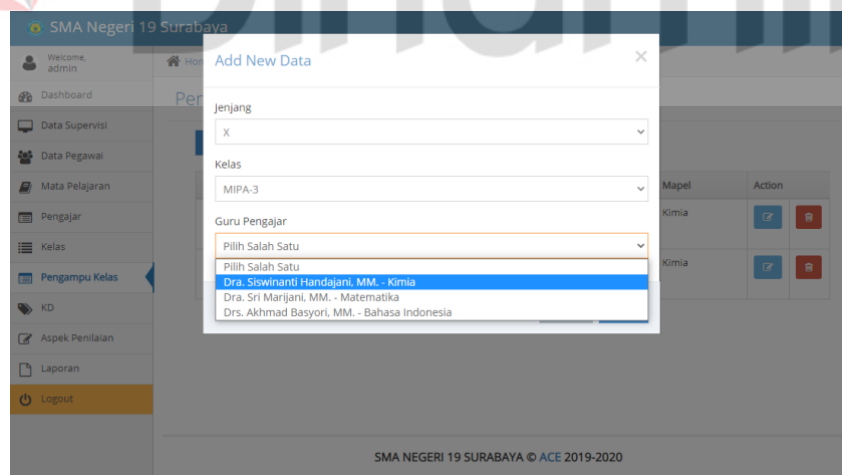 SMA Negeri 19 Surabaya
Welcome,
admin
Dashboard
Data Supervisi
Data Pegawai
Mata Pelajaran
Pengajar
Kelas
Pengampu Kelas
KD
Aspek Penilaian
Laporan
Logout
Add New Data
×
Jenjang
X
Kelas
MIPA-3
Guru Pengajar
Pilih Salah Satu
Pilih Salah Satu
Dra. Siswinanti Handajani, MM. - Kimia
Dra. Sri Marijani, MM. - Matematika
Drs. Akhmad Basyori, MM. - Bahasa Indonesia
Mapel Action
Kimia
Kimia
SMA NEGERI 19 SURABAYA © ACE 2019-2020